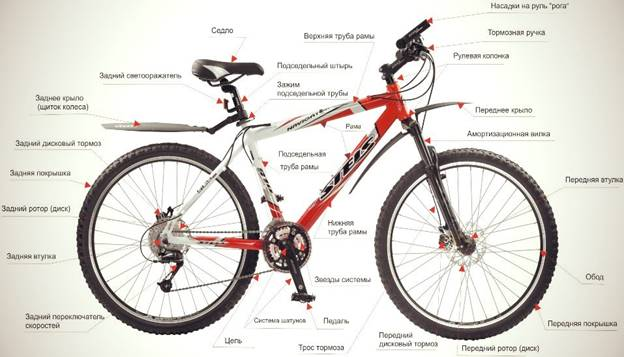 Насадки на руль "рога"
Седло
Верхняя труба рамы
Тормозная ручка
Рулевая колонка
Подседельный штырь
Задний светоотражатель
Зажим
подседельной трубы
Заднее крыло
(щиток колеса)
Переднее крыло
NAVIGATOR
Рама
Амортизационная вилка
Задний дисковый тормоз
STELS
Подседельная
труба рамы
Задняя покрышка
Передняя втулка
Задний ротор (диск)
Нижняя
труба рамы
Задняя втулка
Звезды системы
Обод
Задний переключатель
скоростей
Система шатунов
Педаль
Передняя
покрышка
Цепь
Трос тормоза
Передний
дисковый тормоз
Передний ротор (диск)